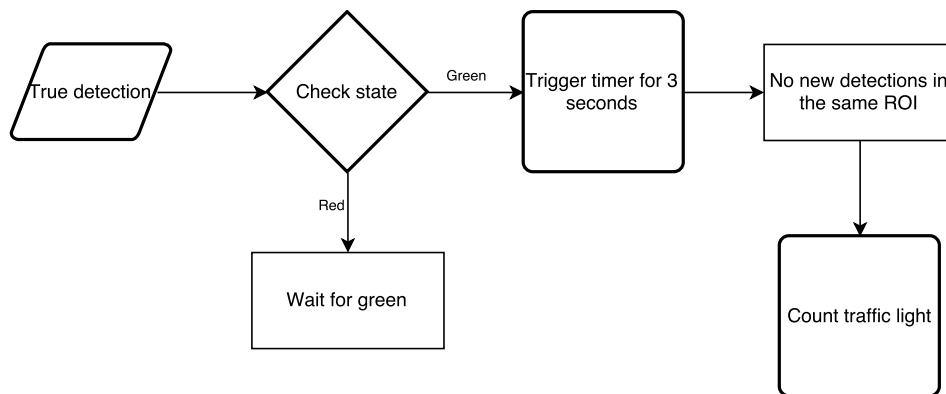 True detection
Check state
Green
Trigger timer for 3
seconds
No new detections in
the same ROI
Red
Wait for green
Count traffic light